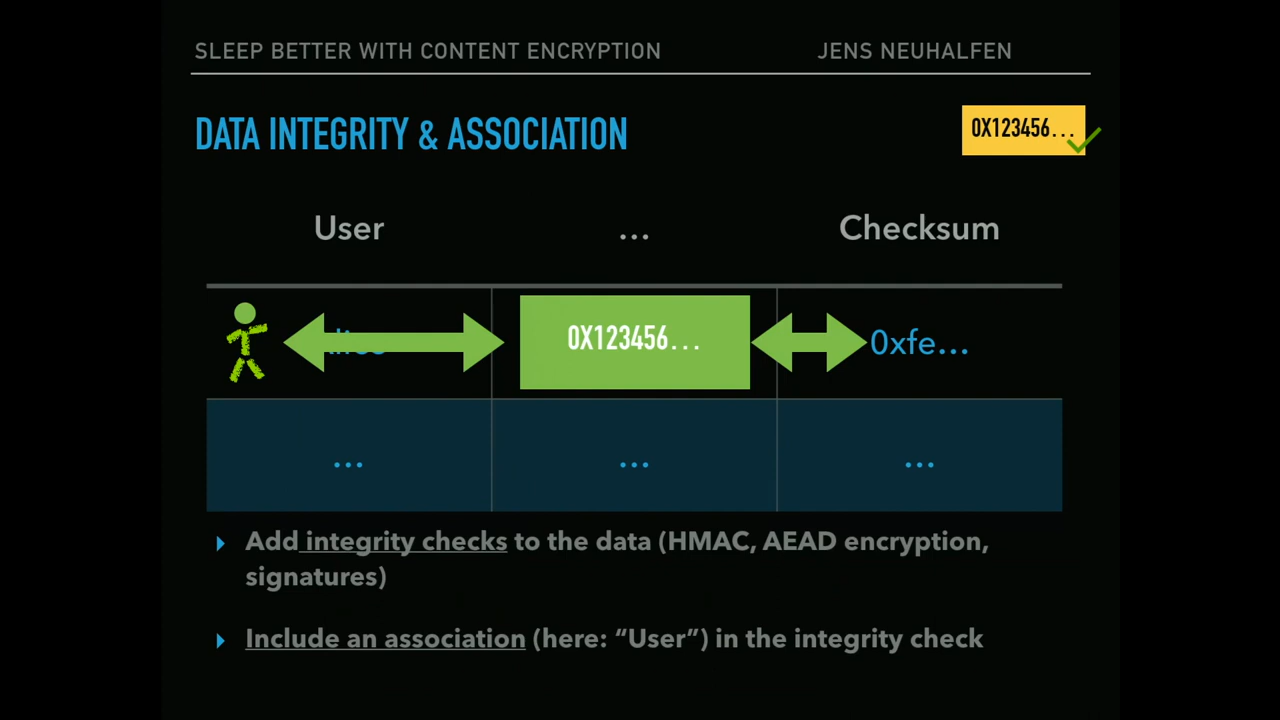 SLEEP BETTER WITH CONTENT ENCRYPTION JENS NEUHALFEN
DATA INTEGRITY & ASSOCIATION
0X123456...
User ... Checksum
0X123456... 0xfe...
... ... ...
Add integrity checks to the data (HMAC, AEAD encryption,
signatures)
Include an association (here: “User”) in the integrity check